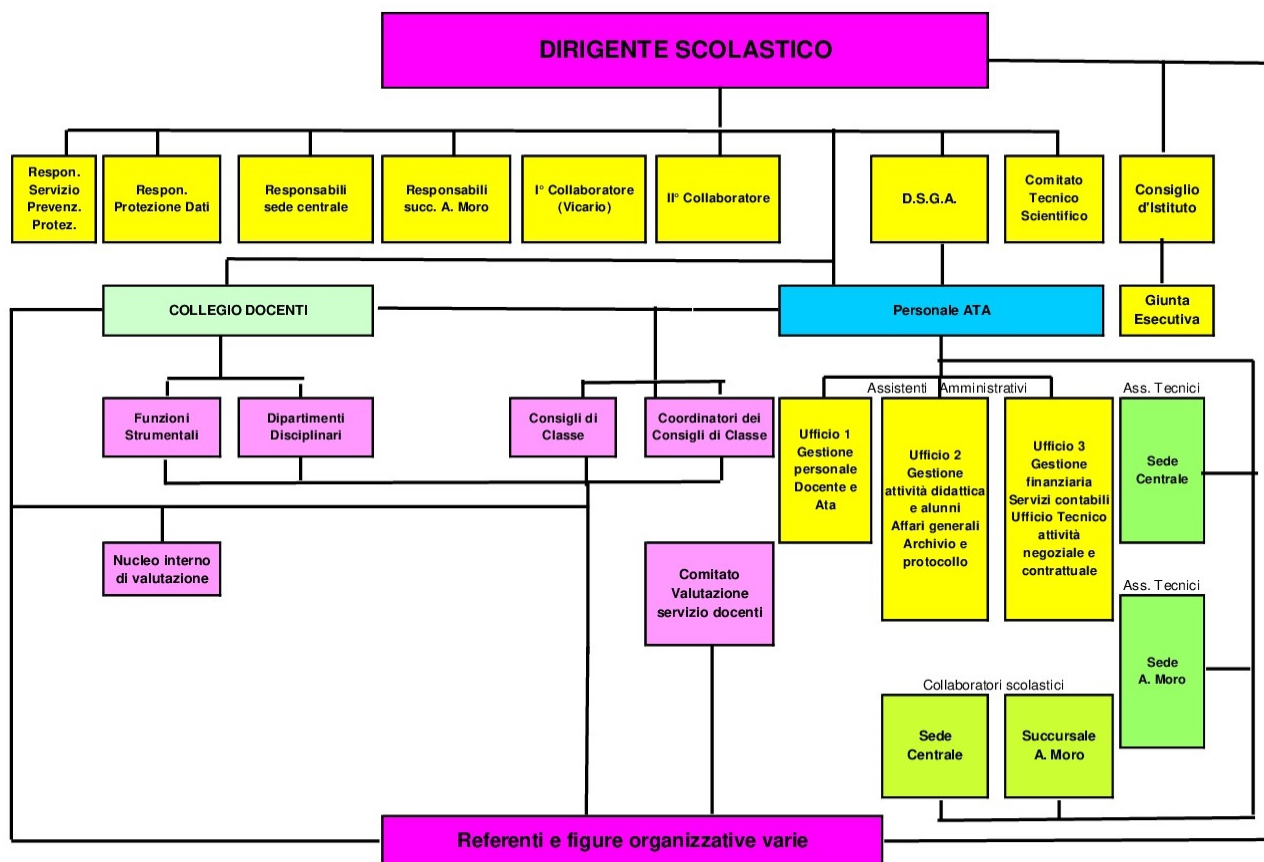 DIRIGENTE SCOLASTICO
Respon.
Servizio
Prevenz.
Protez.
Respon.
Protezione Dati
Responsabili
sede centrale
Responsabili
succ. A. Moro
I° Collaboratore
(Vicario)
II° Collaboratore
D.S.G.A.
Comitato
Tecnico
Scientifico
Consiglio
d'Istituto
COLLEGIO DOCENTI
Personale ATA
Giunta
Esecutiva
Funzioni
Strumentali
Dipartimenti
Disciplinari
Consigli di
Classe
Coordinatori dei
Consigli di Classe
Assistenti Amministrativi
Ufficio 1
Gestione
personale
Docente e
Ata
Ufficio 2
Gestione
attività didattica
e alunni
Affari generali
Archivio e
protocollo
Ufficio 3
Gestione
finanziaria
Servizi contabili
Ufficio Tecnico
attività
negoziale e
contrattuale
Ass. Tecnici
Sede
Centrale
Nucleo interno
di valutazione
Comitato
Valutazione
servizio docenti
Ass. Tecnici
Sede
A. Moro
Collaboratori scolastici
Sede
Centrale
Succursale
A. Moro
Referenti e figure organizzative varie